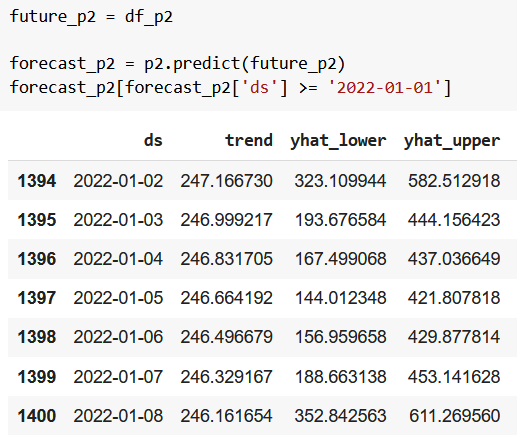 future_p2 = df_p2
forecast_p2 = p2.predict(future_p2)
forecast_p2[forecast_p2['ds'] >= '2022-01-01']
ds trend yhat_lower yhat_upper
1394 2022-01-02 247.166730 323.109944 582.512918
1395 2022-01-03 246.999217 193.676584 444.156423
1396 2022-01-04 246.831705 167.499068 437.036649
1397 2022-01-05 246.664192 144.012348 421.807818
1398 2022-01-06 246.496679 156.959658 429.877814
1399 2022-01-07 246.329167 188.663138 453.141628
1400 2022-01-08 246.161654 352.842563 611.269560